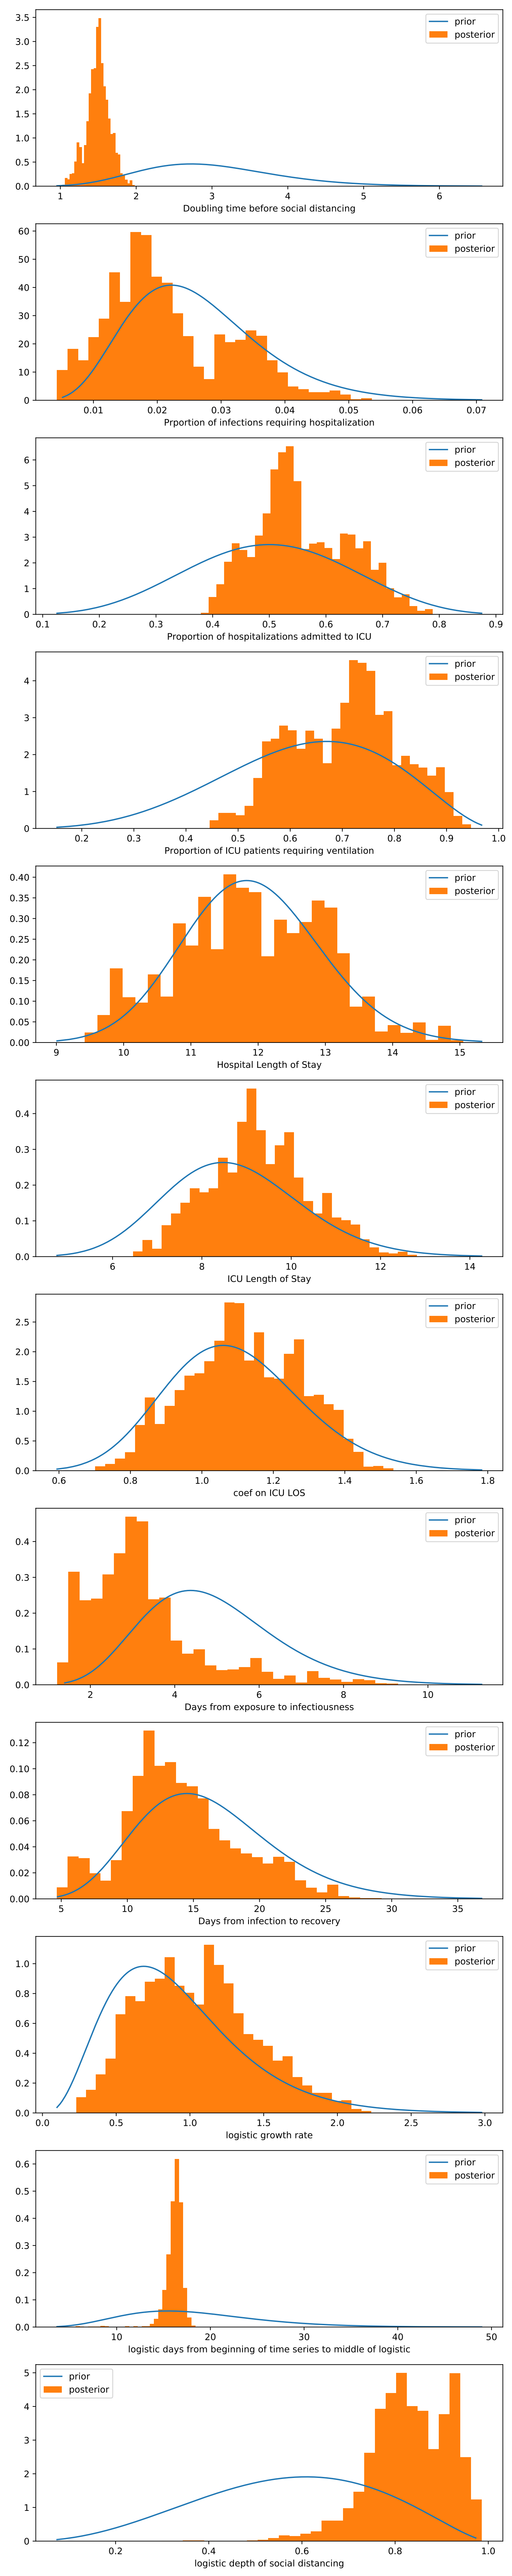 3.5
3.0
2.5
2.0
1.5
1.0
0.5
0.0
prior
posterior
1 2 3 4 5 6
Doubling time before social distancing
60
50
40
30
20
10
0
prior
posterior
0.01 0.02 0.03 0.04 0.05 0.06 0.07
Prportion of infections requiring hospitalization
6
5
4
3
2
1
0
prior
posterior
0.1 0.2 0.3 0.4 0.5 0.6 0.7 0.8 0.9
Proportion of hospitalizations admitted to ICU
4
3
2
1
0
prior
posterior
0.2 0.3 0.4 0.5 0.6 0.7 0.8 0.9 1.0
Proportion of ICU patients requiring ventilation
0.40
0.35
0.30
0.25
0.20
0.15
0.10
0.05
0.00
prior
posterior
9 10 11 12 13 14 15
Hospital Length of Stay
0.4
0.3
0.2
0.1
0.0
prior
posterior
6 8 10 12 14
ICU Length of Stay
2.5
2.0
1.5
1.0
0.5
0.0
prior
posterior
0.6 0.8 1.0 1.2 1.4 1.6 1.8
coef on ICU LOS
0.4
0.3
0.2
0.1
0.0
prior
posterior
2 4 6 8 10
Days from exposure to infectiousness
0.12
0.10
0.08
0.06
0.04
0.02
0.00
prior
posterior
5 10 15 20 25 30 35
Days from infection to recovery
1.0
0.8
0.6
0.4
0.2
0.0
prior
posterior
0.0 0.5 1.0 1.5 2.0 2.5 3.0
logistic growth rate
0.6
0.5
0.4
0.3
0.2
0.1
0.0
prior
posterior
10 20 30 40 50
logistic days from beginning of time series to middle of logistic
5
4
3
2
1
0
prior
posterior
0.2 0.4 0.6 0.8 1.0
logistic depth of social distancing